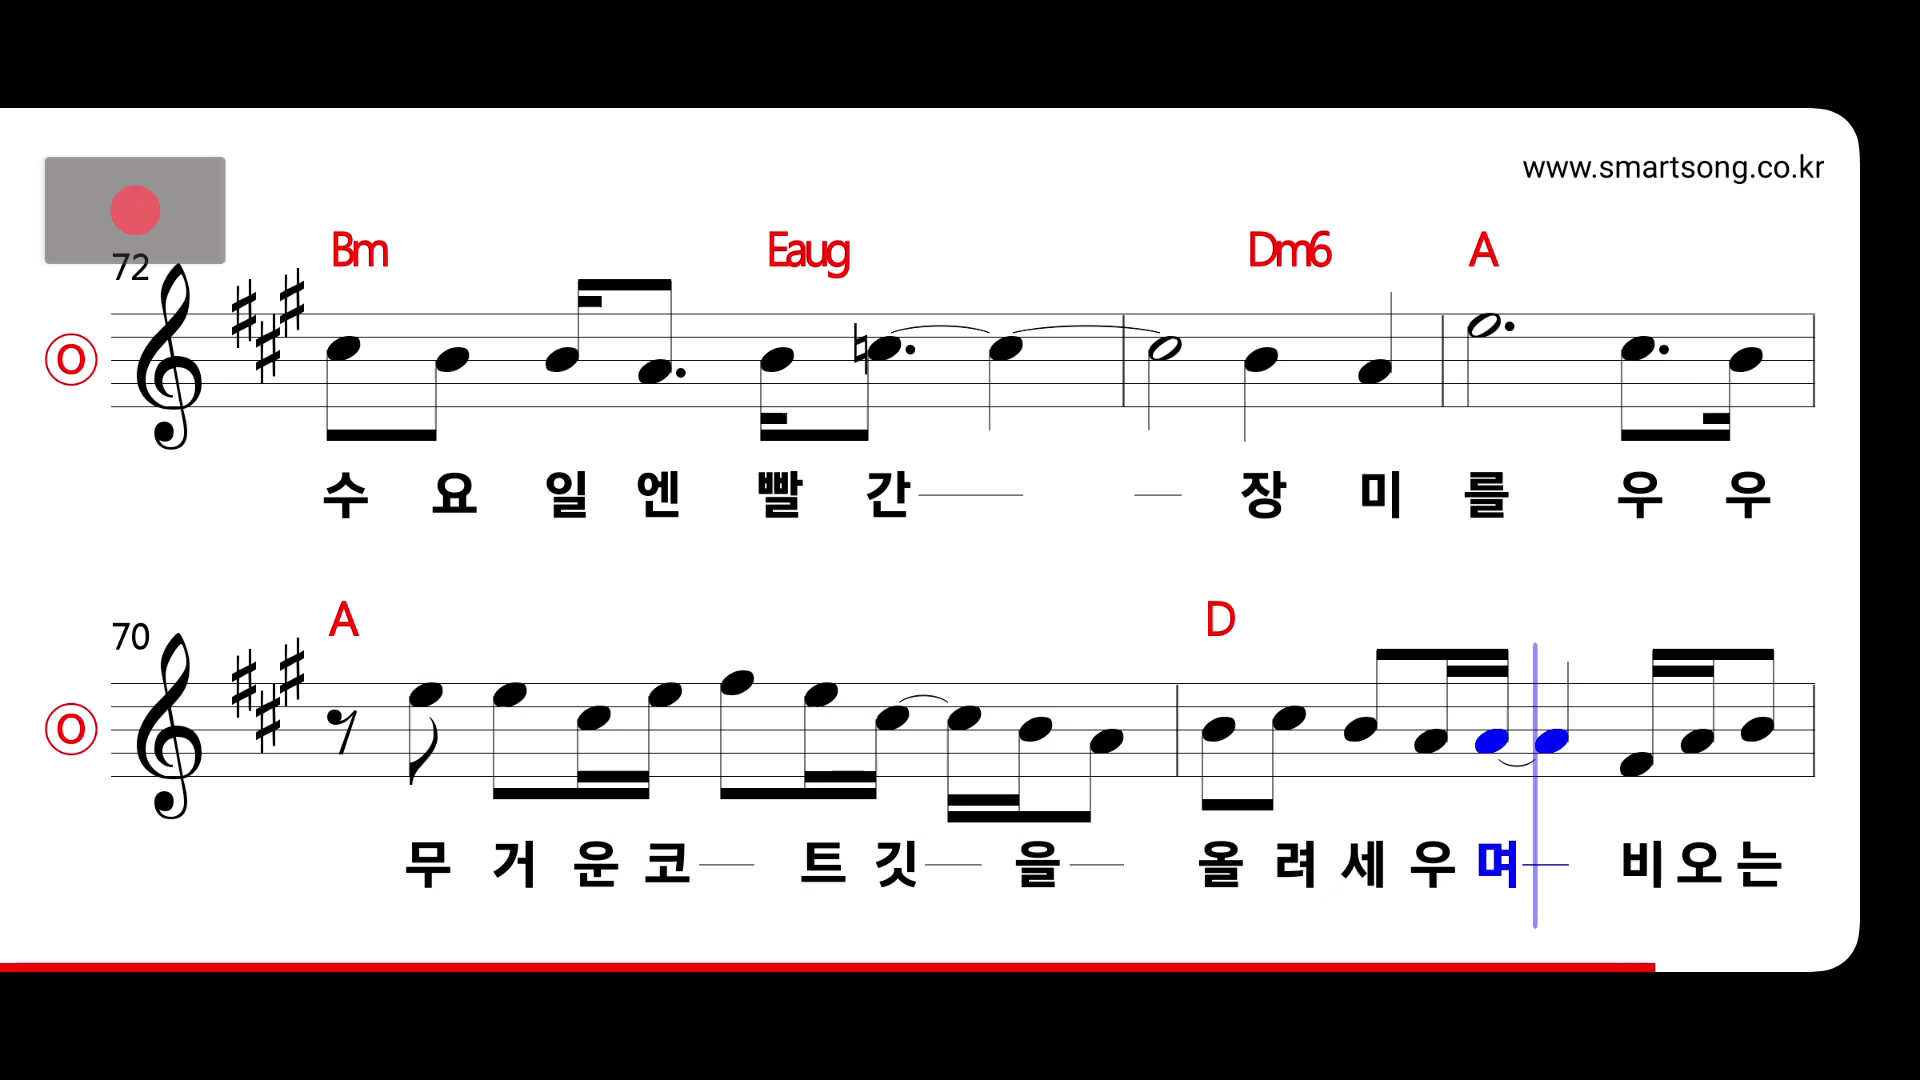 www.smartsong.co.kr
Bm Eaug Dm6 A
72
O
수 요 일 엔 빨 간 장 미 를 우 우
A D
70
O
무 거 운 코 트 깃 을 올 려 세 우 며 비 오 는